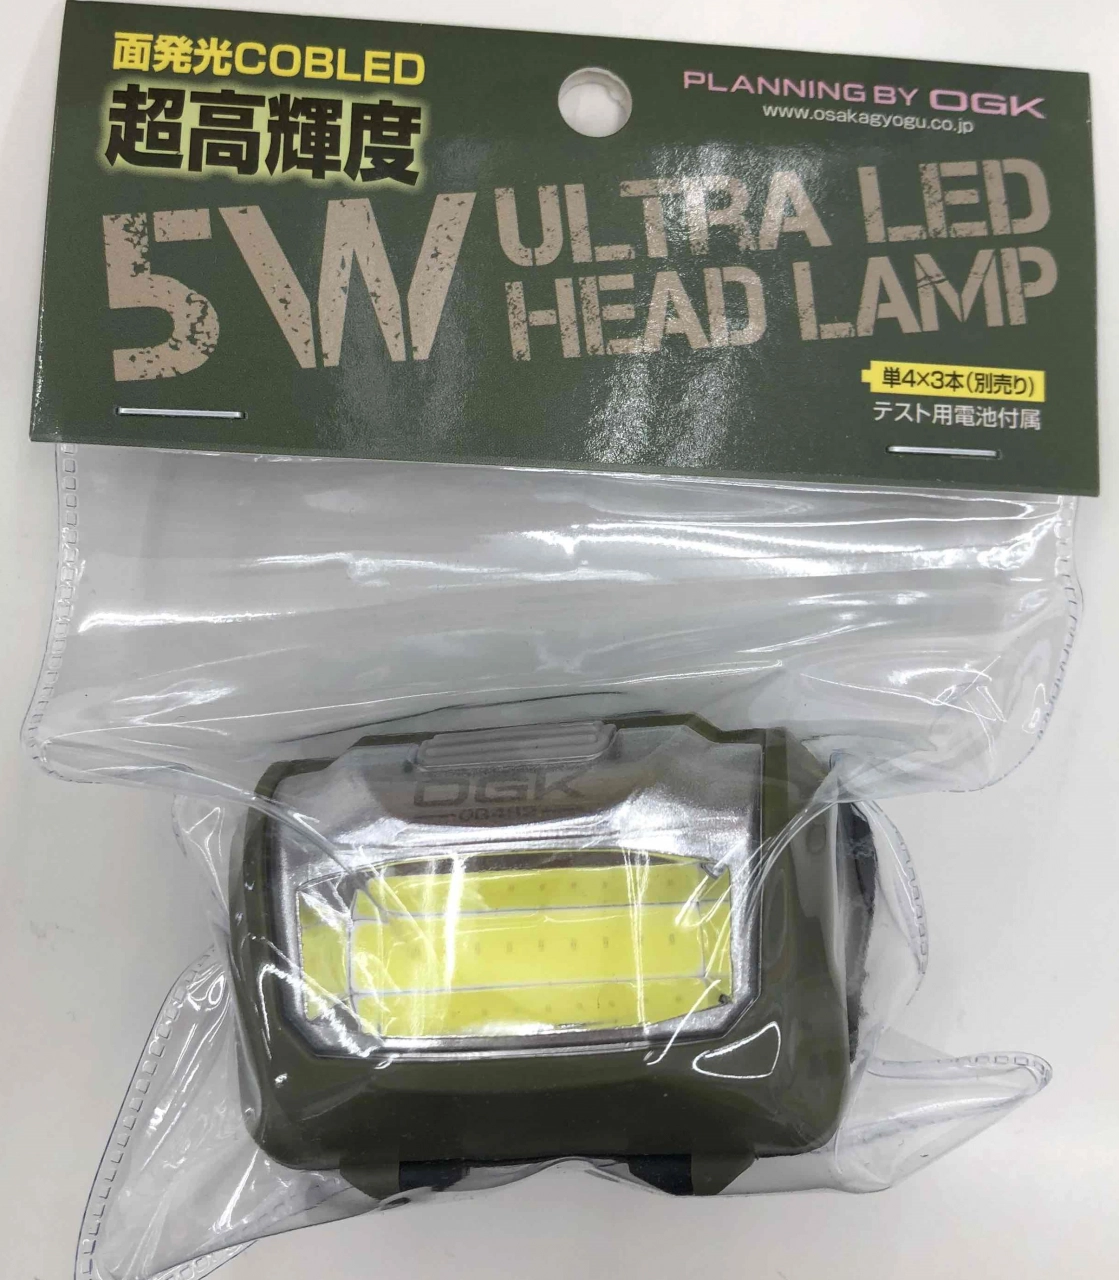 面発光COBLED
超高輝度
PLANNING BY OGK
www.osakagyogu.co.jp
5W ULTRA LED
HEAD LAMP
単4×3本(別売り)
テスト用電池付属
OGK